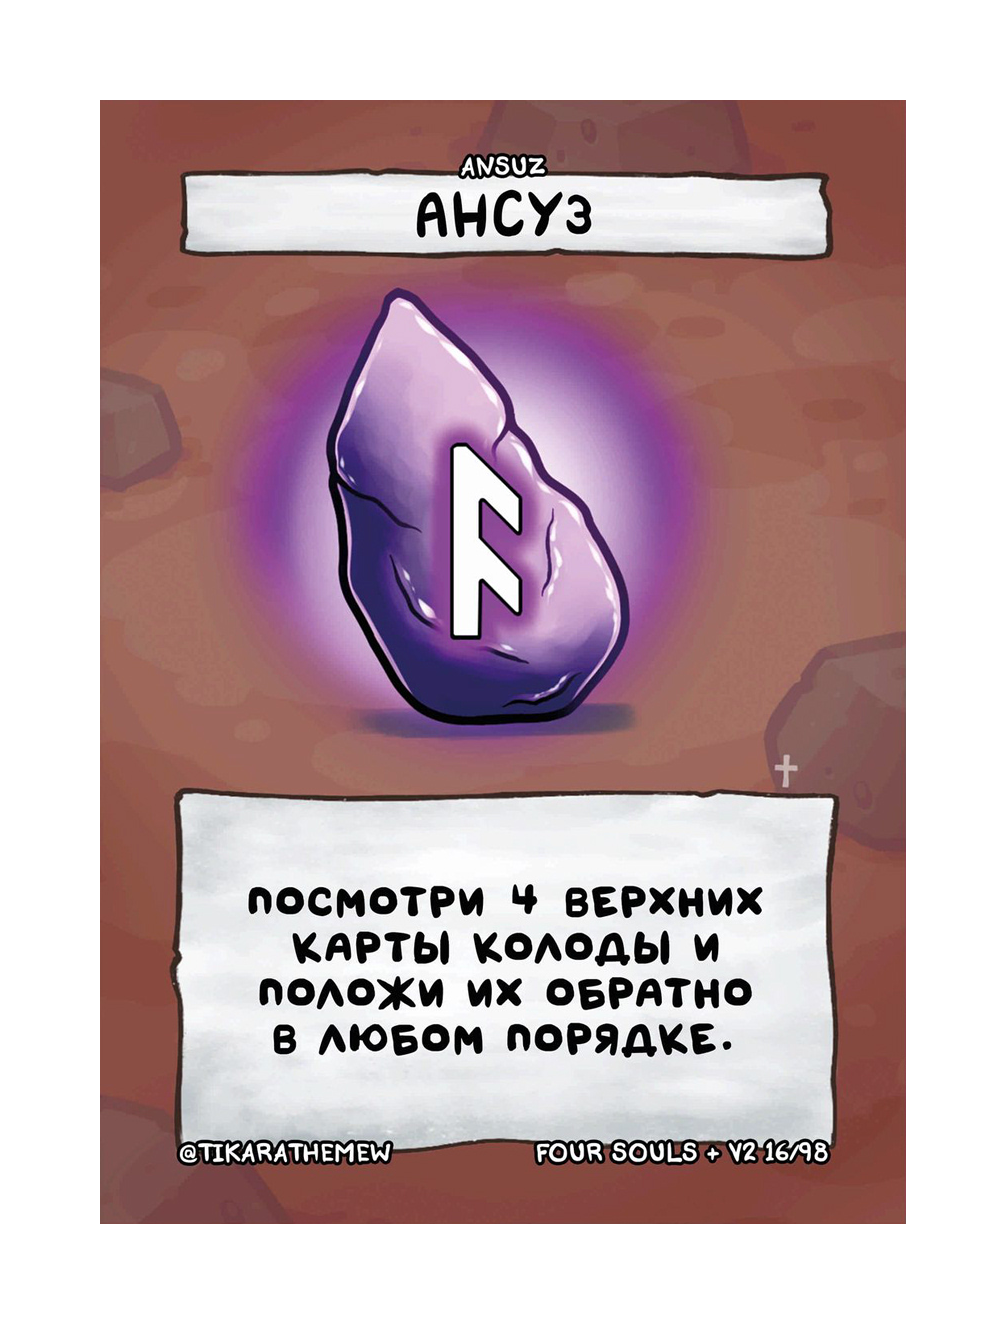 ANSUZ
АНСУЗ
ПОСМОТРИ 4 ВЕРХНИХ
КАРТЫ КОЛОДЫ И
ПОЛОЖИ ИХ ОБРАТНО
В ЛЮБОМ ПОРЯДКЕ.
@TIKARATHEMEW
FOUR SOULS + V2 16/98